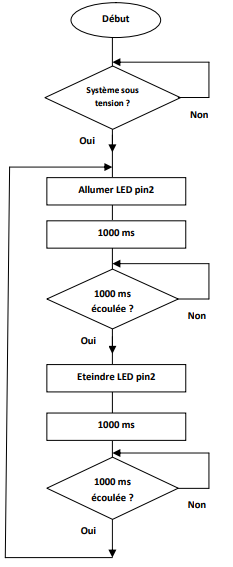 Début
Système sous
tension ?
Non
Oui
Allumer LED pin2
1000 ms
1000 ms
écoulée ?
Non
Oui
Eteindre LED pin2
1000 ms
1000 ms
écoulée ?
Non
Oui